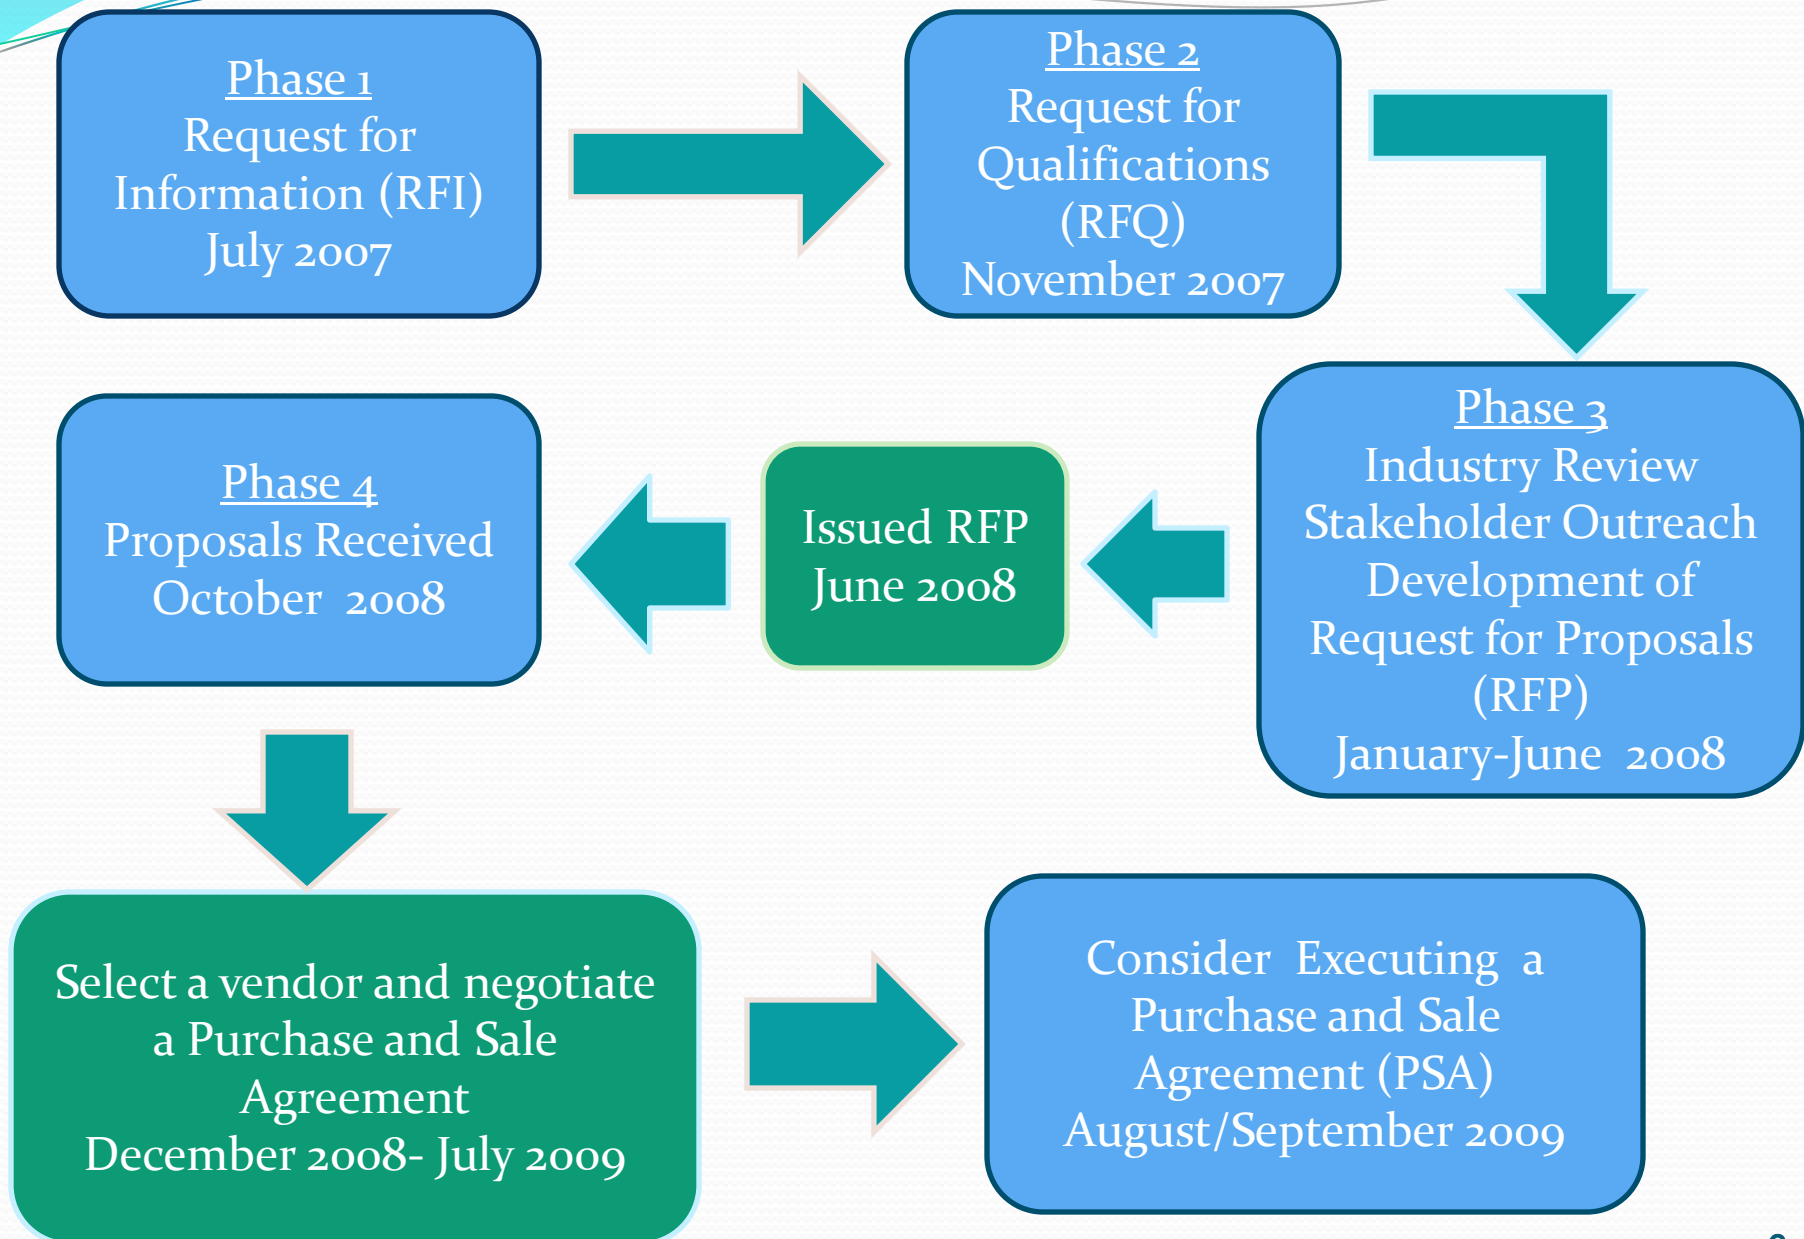 Phase 1
Request for
Information (RFI)
July 2007
Phase 2
Request for
Qualifications
(RFQ)
November 2007
Phase 3
Industry Review
Stakeholder Outreach
Development of
Request for Proposals
(RFP)
January-June 2008
Issued RFP
June 2008
Phase 4
Proposals Received
October 2008
Select a vendor and negotiate
a Purchase and Sale
Agreement
December 2008- July 2009
Consider Executing a
Purchase and Sale
Agreement (PSA)
August/September 2009